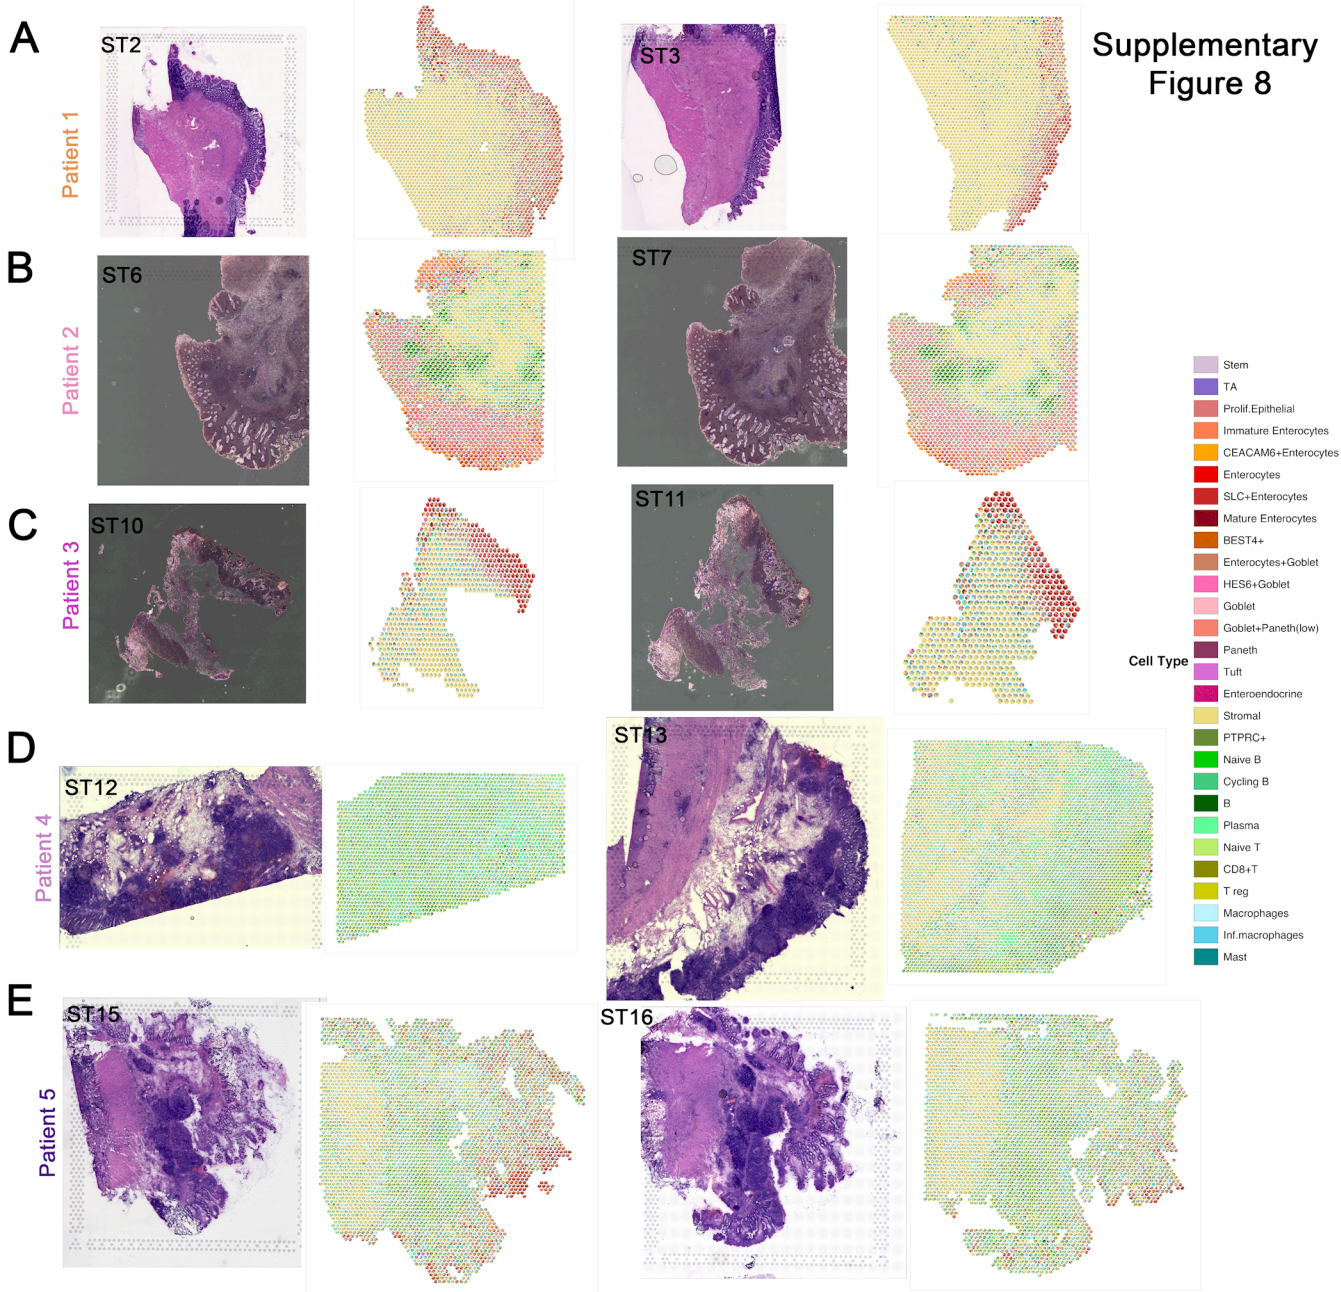 A
ST2
ST3
Supplementary
Figure 8
Patient 1
B
ST6
ST7
Patient 2
C
ST10
ST11
Patient 3
D
ST12
ST13
Patient 4
E
ST15
ST16
Patient 5
Cell Type
Stem
TA
Prolif.Epithelial
Immature Enterocytes
CEACAM6+Enterocytes
Enterocytes
SLC+Enterocytes
Mature Enterocytes
BEST4+
Enterocytes+Goblet
HES6+Goblet
Goblet
Goblet+Paneth(low)
Paneth
Tuft
Enteroendocrine
Stromal
PTPRC+
Naive B
Cycling B
B
Plasma
Naive T
CD8+T
T reg
Macrophages
Inf.macrophages
Mast